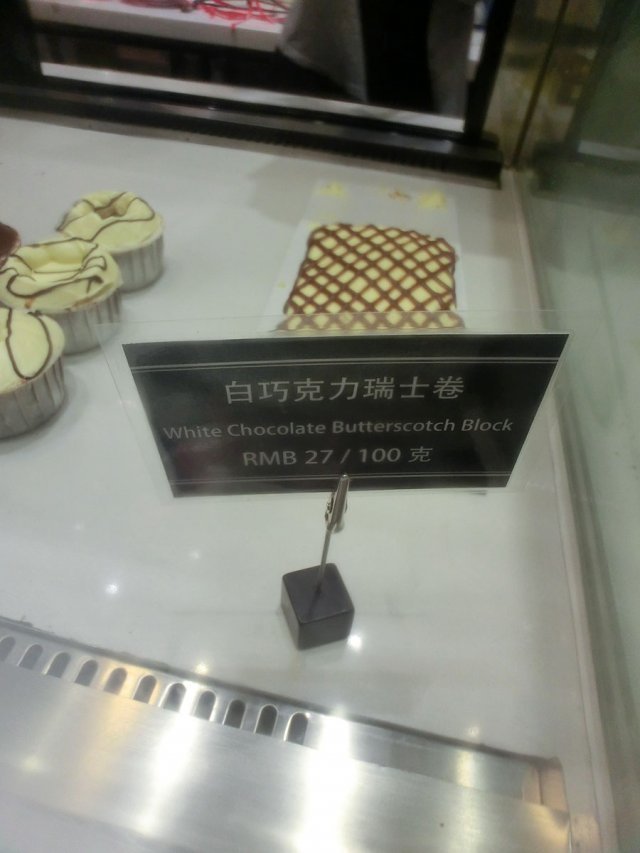 白巧克力瑞士卷
White Chocolate Butterscotch Block
RMB 27 / 100 克